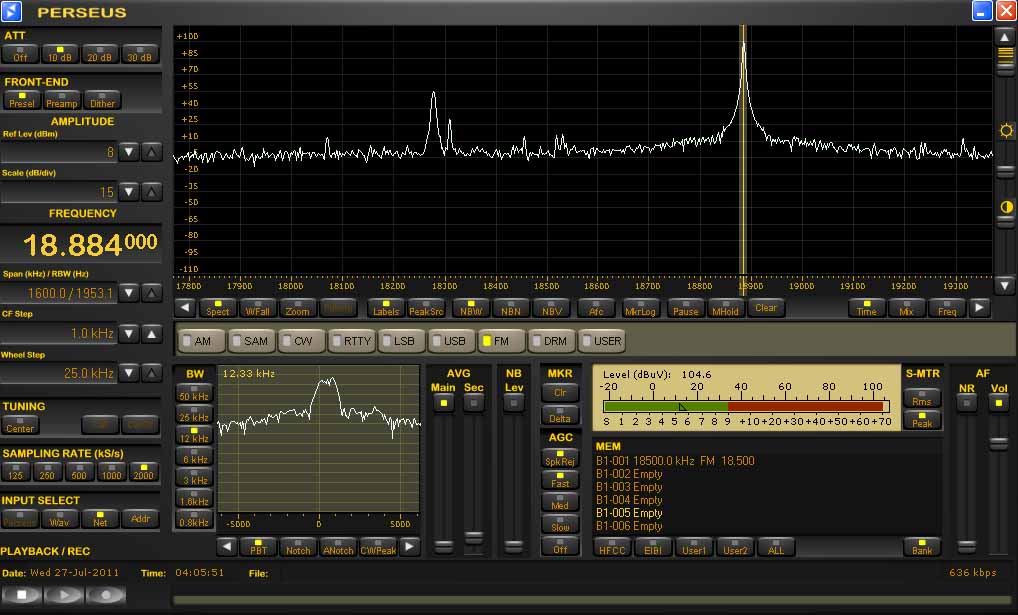 PERSEUS
ATT
Off 10 dB 20 dB 30 dB
FRONT-END
Presel Preamp Dither
AMPLITUDE
Ref Lev (dBm)
8
Scale (dB/div)
15
FREQUENCY
18.884000
Span (kHz) / RBW (Hz)
1600.0 / 1953.1
CF Step
1.0 kHz
Wheel Step
25.0 kHz
TUNING
Center
SAMPLING RATE (kS/s)
125 250 500 1000 2000
INPUT SELECT
Perseus Wav Net Addr
PLAYBACK / REC
+100
+85
+70
+55
+40
+25
+10
-5
-20
-35
-50
-65
-80
-95
-110
17800 17900 18000 18100 18200 18300 18400 18500 18600 18700 18800 18900 19000 19100 19200 19300
Spect WFall Zoom Labels PeakSrc NBW NBN NBV Afc MkrLog Pause MHold Clear Time Mix Freq
AM SAM CW RTTY LSB USB FM DRM USER
BW
50 kHz
25 kHz
12 kHz
6 kHz
3 kHz
1.6kHz
0.8kHz
12.33 kHz
-5000 0 5000
PBT Notch ANotch CWPeak
AVG
Main Sec
NB
Lev
MKR
Clr
Delta
AGC
SpkRej
Fast
Med
Slow
Off
Level (dBuV): 104.6
-20 0 20 40 60 80 100
S 1 2 3 4 5 6 7 8 9 +10+20+30+40+50+60+70
S-MTR
Rms
Peak
AF
NR Vol
MEM
B1-001 18500.0 kHz FM 18.500
B1-002 Empty
B1-003 Empty
B1-004 Empty
B1-005 Empty
B1-006 Empty
HFCC EIBI User1 User2 ALL Bank
Date: Wed 27-Jul-2011 Time: 04:05:51 File: 636 kbps